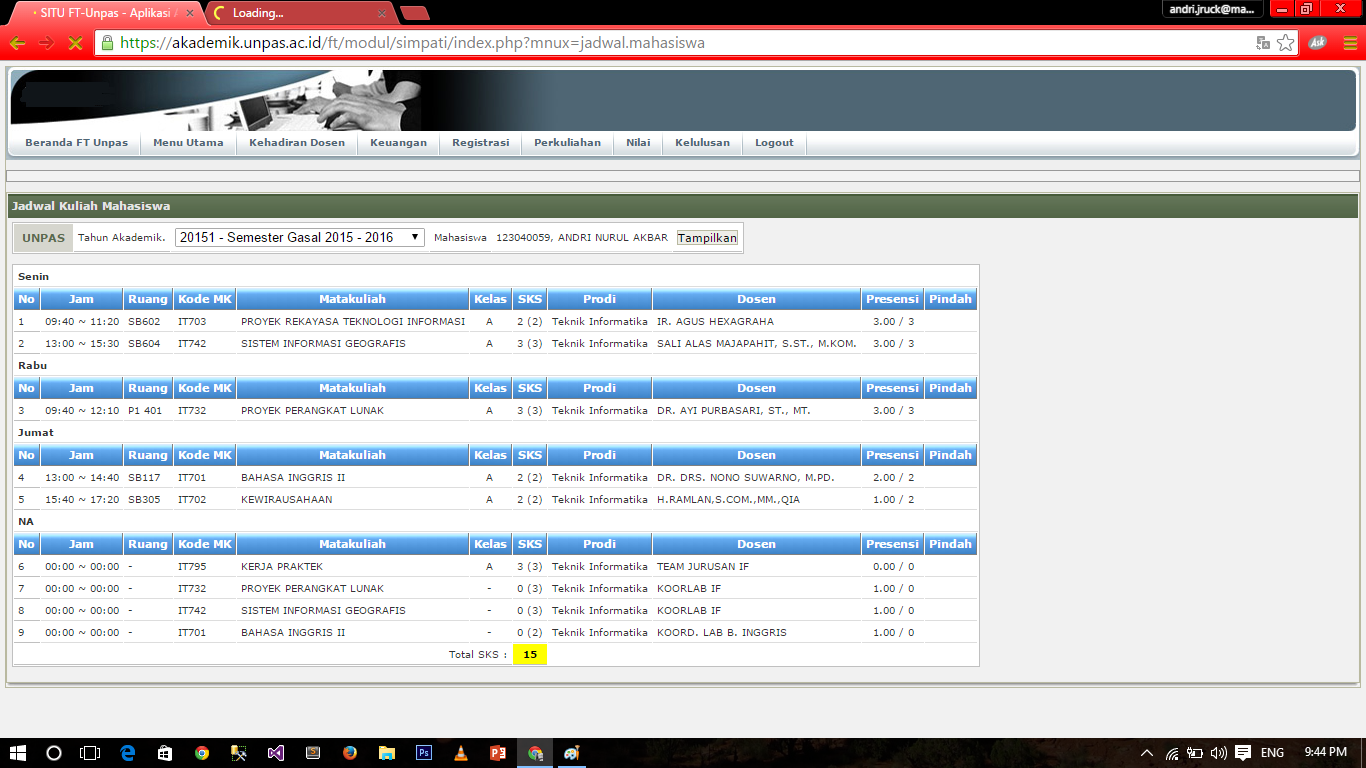 SITU FT-Unpas - Aplikasi
Loading...
andri.jruck@ma...
https://akademik.unpas.ac.id/ft/modul/simpati/index.php?mnux=jadwal.mahasiswa
Ask
Beranda FT Unpas Menu Utama Kehadiran Dosen Keuangan Registrasi Perkuliahan Nilai Kelulusan Logout
Jadwal Kuliah Mahasiswa
UNPAS Tahun Akademik. 20151 - Semester Gasal 2015 - 2016 Mahasiswa 123040059, ANDRI NURUL AKBAR Tampilkan
Senin
No Jam Ruang Kode MK Matakuliah Kelas SKS Prodi Dosen Presensi Pindah
1 09:40 ~ 11:20 SB602 IT703 PROYEK REKAYASA TEKNOLOGI INFORMASI A 2 (2) Teknik Informatika IR. AGUS HEXAGRAHA 3.00 / 3
2 13:00 ~ 15:30 SB604 IT742 SISTEM INFORMASI GEOGRAFIS A 3 (3) Teknik Informatika SALI ALAS MAJAPAHIT, S.ST., M.KOM. 3.00 / 3
Rabu
No Jam Ruang Kode MK Matakuliah Kelas SKS Prodi Dosen Presensi Pindah
3 09:40 ~ 12:10 P1 401 IT732 PROYEK PERANGKAT LUNAK A 3 (3) Teknik Informatika DR. AYI PURBASARI, ST., MT. 3.00 / 3
Jumat
No Jam Ruang Kode MK Matakuliah Kelas SKS Prodi Dosen Presensi Pindah
4 13:00 ~ 14:40 SB117 IT701 BAHASA INGGRIS II A 2 (2) Teknik Informatika DR. DRS. NONO SUWARNO, M.PD. 2.00 / 2
5 15:40 ~ 17:20 SB305 IT702 KEWIRAUSAHAAN A 2 (2) Teknik Informatika H.RAMLAN,S.COM.,MM.,QIA 1.00 / 2
NA
No Jam Ruang Kode MK Matakuliah Kelas SKS Prodi Dosen Presensi Pindah
6 00:00 ~ 00:00 - IT795 KERJA PRAKTEK A 3 (3) Teknik Informatika TEAM JURUSAN IF 0.00 / 0
7 00:00 ~ 00:00 - IT732 PROYEK PERANGKAT LUNAK - 0 (3) Teknik Informatika KOORLAB IF 1.00 / 0
8 00:00 ~ 00:00 - IT742 SISTEM INFORMASI GEOGRAFIS - 0 (3) Teknik Informatika KOORLAB IF 1.00 / 0
9 00:00 ~ 00:00 - IT701 BAHASA INGGRIS II - 0 (2) Teknik Informatika KOORD. LAB B. INGGRIS 1.00 / 0
Total SKS : 15
Ps
ENG 9:44 PM